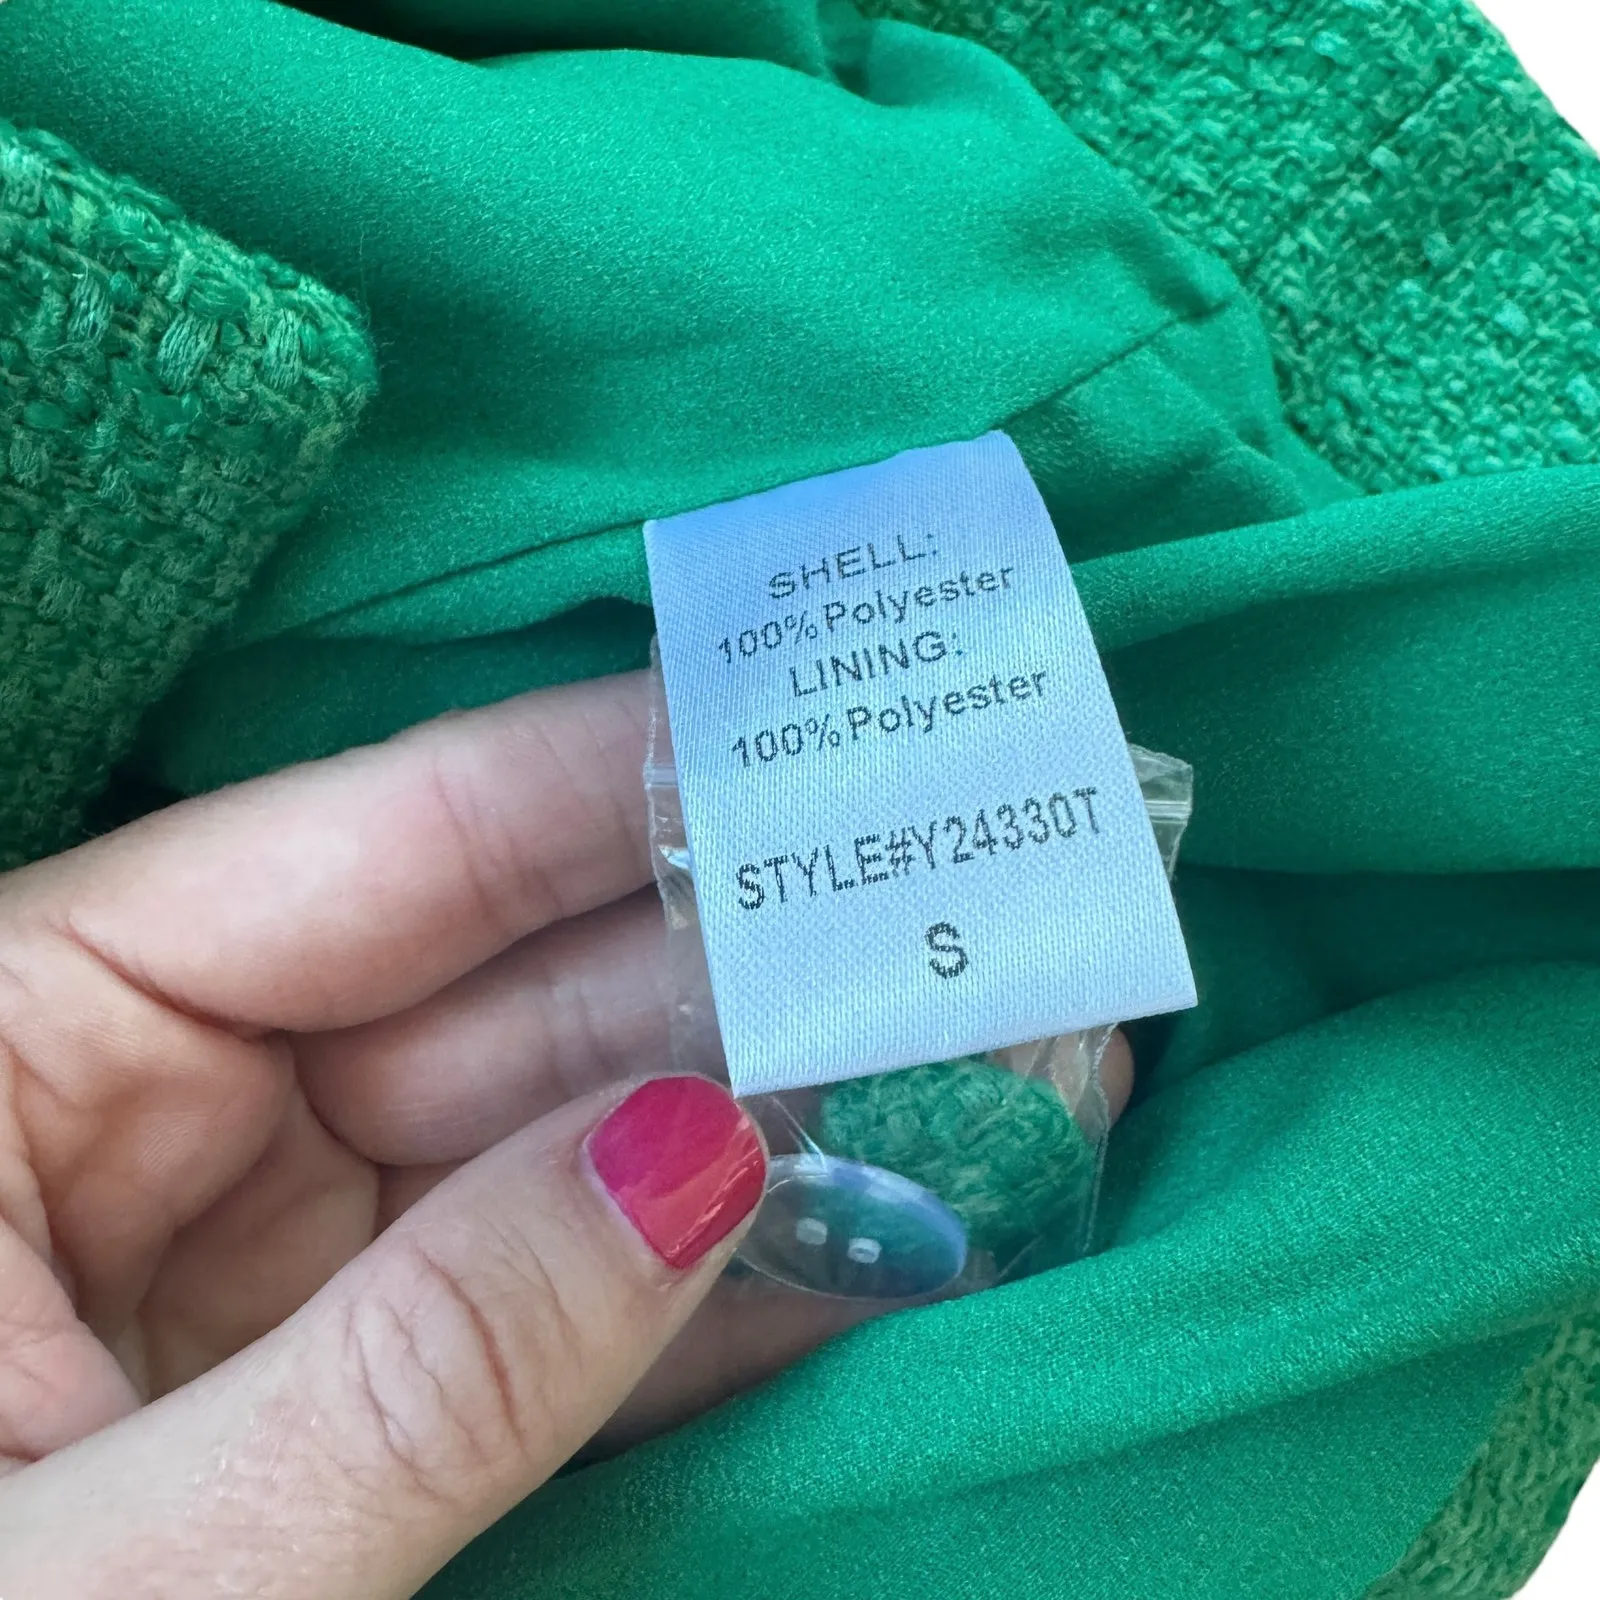 SHELL:
100%Polyester
LINING:
100%Polyester
STYLE#Y24330T
S